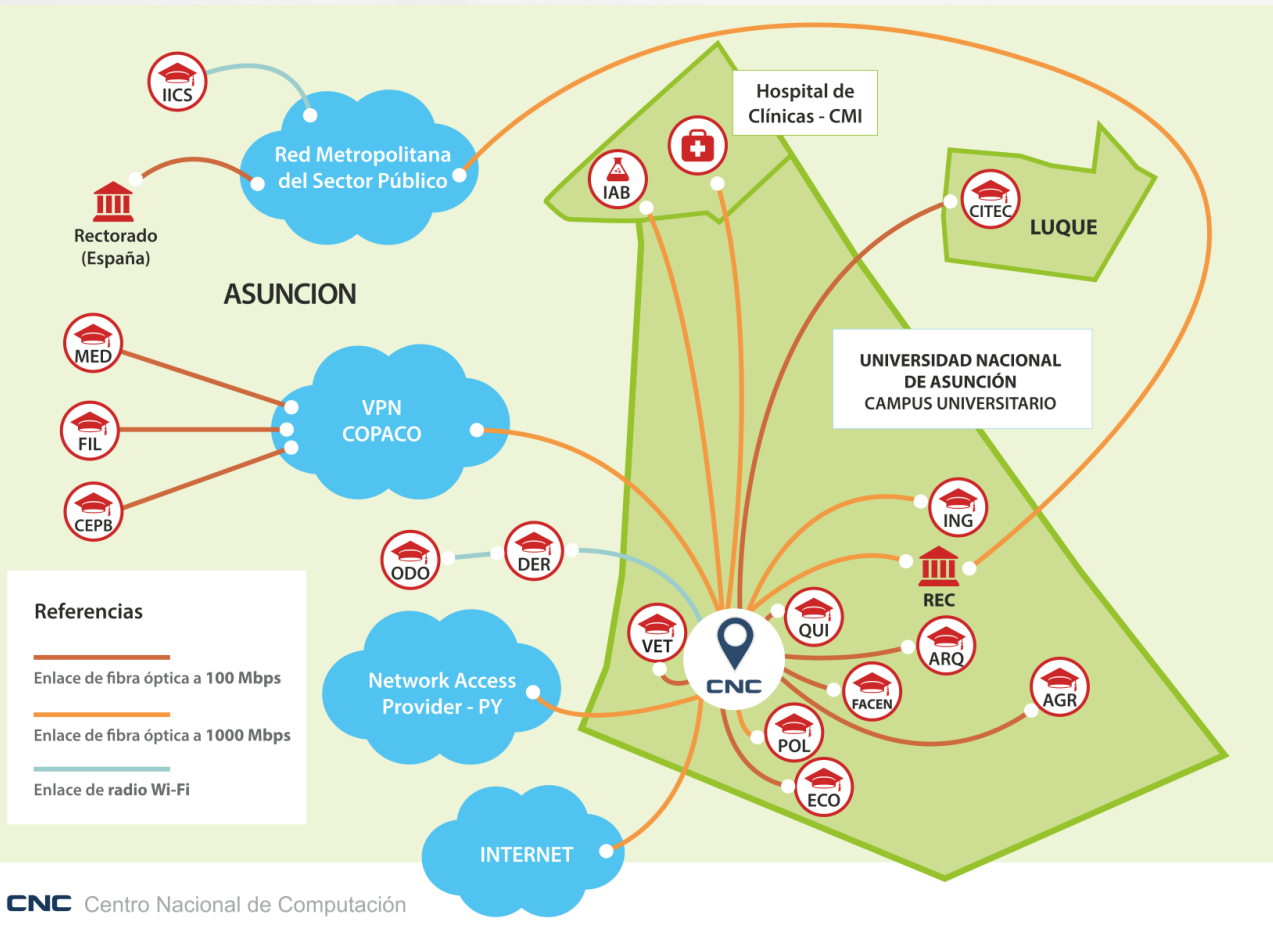 IICS
Red Metropolitana
del Sector Público
Rectorado
(España)
ASUNCION
Hospital de
Clínicas - CMI
IAB
CITEC
LUQUE
MED
FIL
CEPB
VPN
COPACO
UNIVERSIDAD NACIONAL
DE ASUNCIÓN
CAMPUS UNIVERSITARIO
ING
ODO
DER
REC
QUI
VET
ARQ
CNC
FACEN
AGR
POL
ECO
Network Access
Provider - PY
INTERNET
Referencias
Enlace de fibra óptica a 100 Mbps
Enlace de fibra óptica a 1000 Mbps
Enlace de radio Wi-Fi
CNC Centro Nacional de Computación